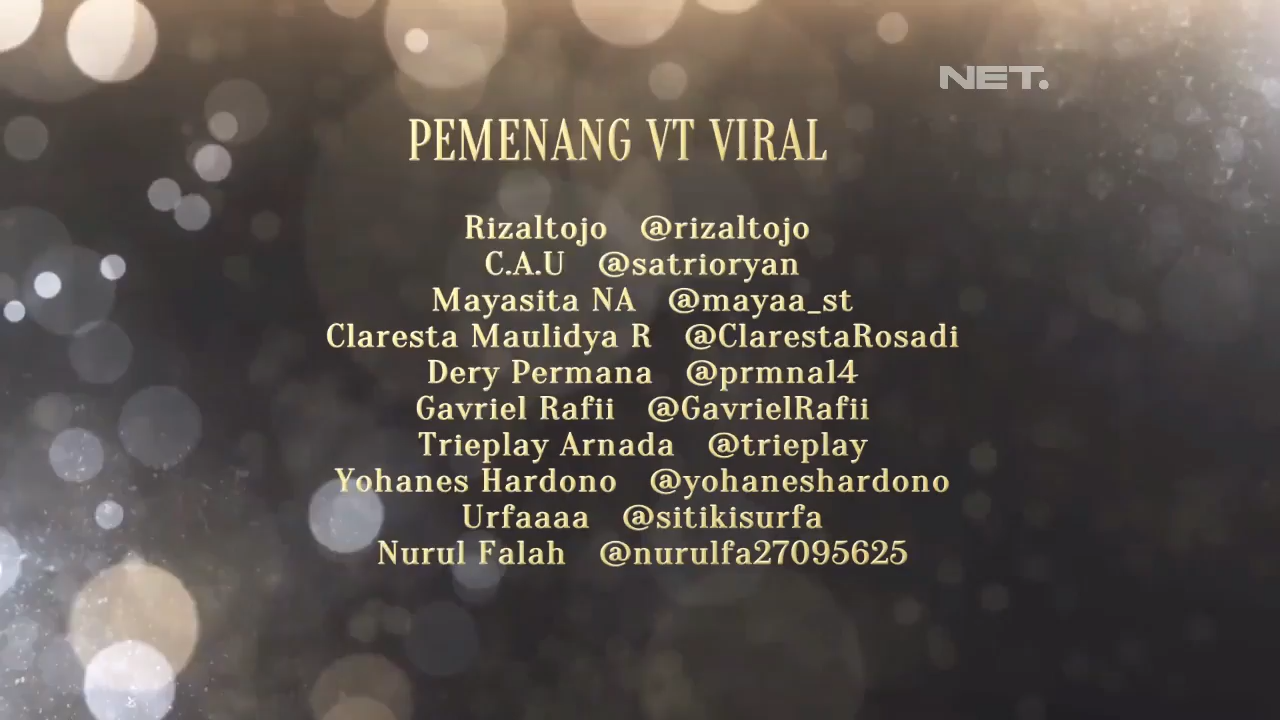 NET.
PEMENANG VT VIRAL
Rizaltojo @rizaltojo
C.A.U @satrioryan
Mayasita NA @mayaa_st
Claresta Maulidya R @ClarestaRosadi
Dery Permana @prmna14
Gavriel Rafii @GavrielRafii
Trieplay Arnada @trieplay
Yohanes Hardono @yohaneshardono
Urfaaaa @sitikisurfa
Nurul Falah @nurulfa27095625